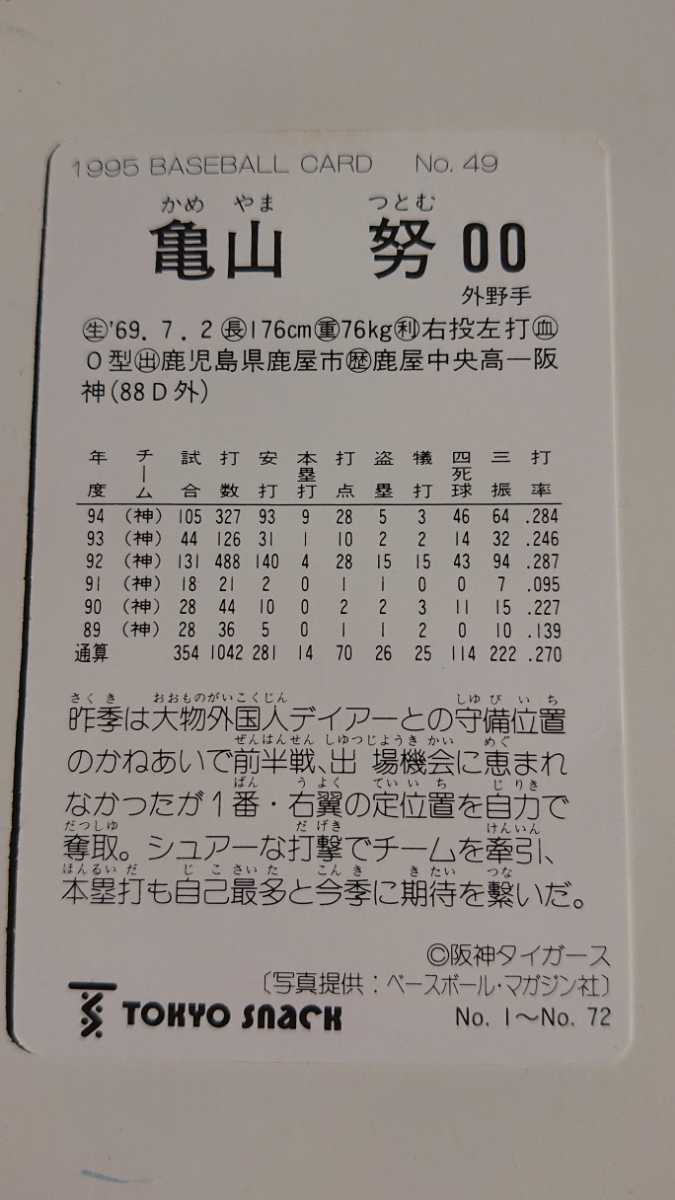 1995 BASEBALL CARD No. 49
かめ やま つとむ
亀山 努 00
外野手
生'69. 7. 2長176cm重76kg利右投左打血
O型出鹿児島県鹿屋市歴鹿屋中央高―阪
神(88D外)
年度 チーム 試合 打数 安打 本塁打 打点 盗塁 犠打 四死球 三振 打率
94 (神) 105 327 93 9 28 5 3 46 64 .284
93 (神) 44 126 31 1 10 2 2 14 32 .246
92 (神) 131 488 140 4 28 15 15 43 94 .287
91 (神) 18 21 2 0 1 1 0 0 7 .095
90 (神) 28 44 10 0 2 2 3 11 15 .227
89 (神) 28 36 5 0 1 1 2 0 10 .139
通算 354 1042 281 14 70 26 25 114 222 .270
さくき おおものがいこくじん しゆびいち
昨季は大物外国人デイアーとの守備位置
ぜんはんせん しゆつじようきかい めぐ
のかねあいで前半戦、出場機会に恵まれ
ばん うよく ていいち じりき
なかったが1番・右翼の定位置を自力で
だつしゆ だげき けんいん
奪取。シュアーな打撃でチームを牽引、
ほんるいだ じこさいた こんき きたい つな
本塁打も自己最多と今季に期待を繋いだ。
©阪神タイガース
〔写真提供：ベースボール・マガジン社〕
TOKYO SNACK No. 1～No. 72